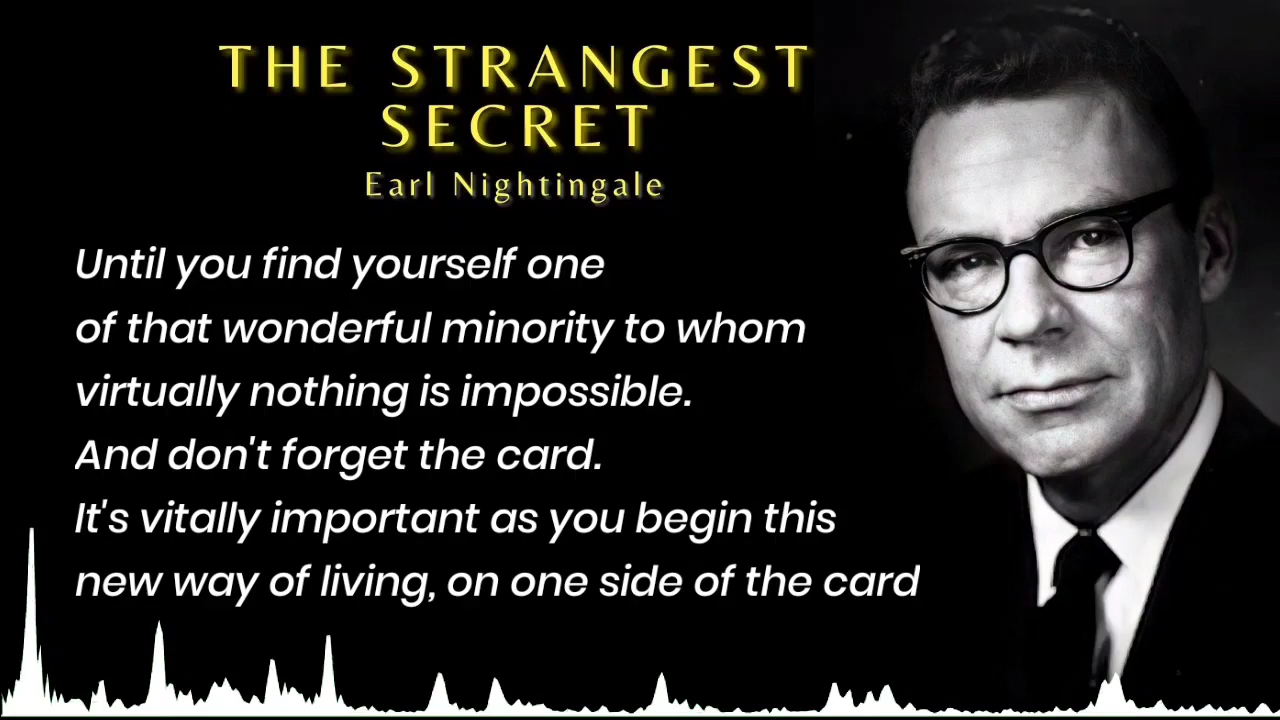 THE STRANGEST
SECRET
Earl Nightingale
Until you find yourself one
of that wonderful minority to whom
virtually nothing is impossible.
And don't forget the card.
It's vitally important as you begin this
new way of living, on one side of the card